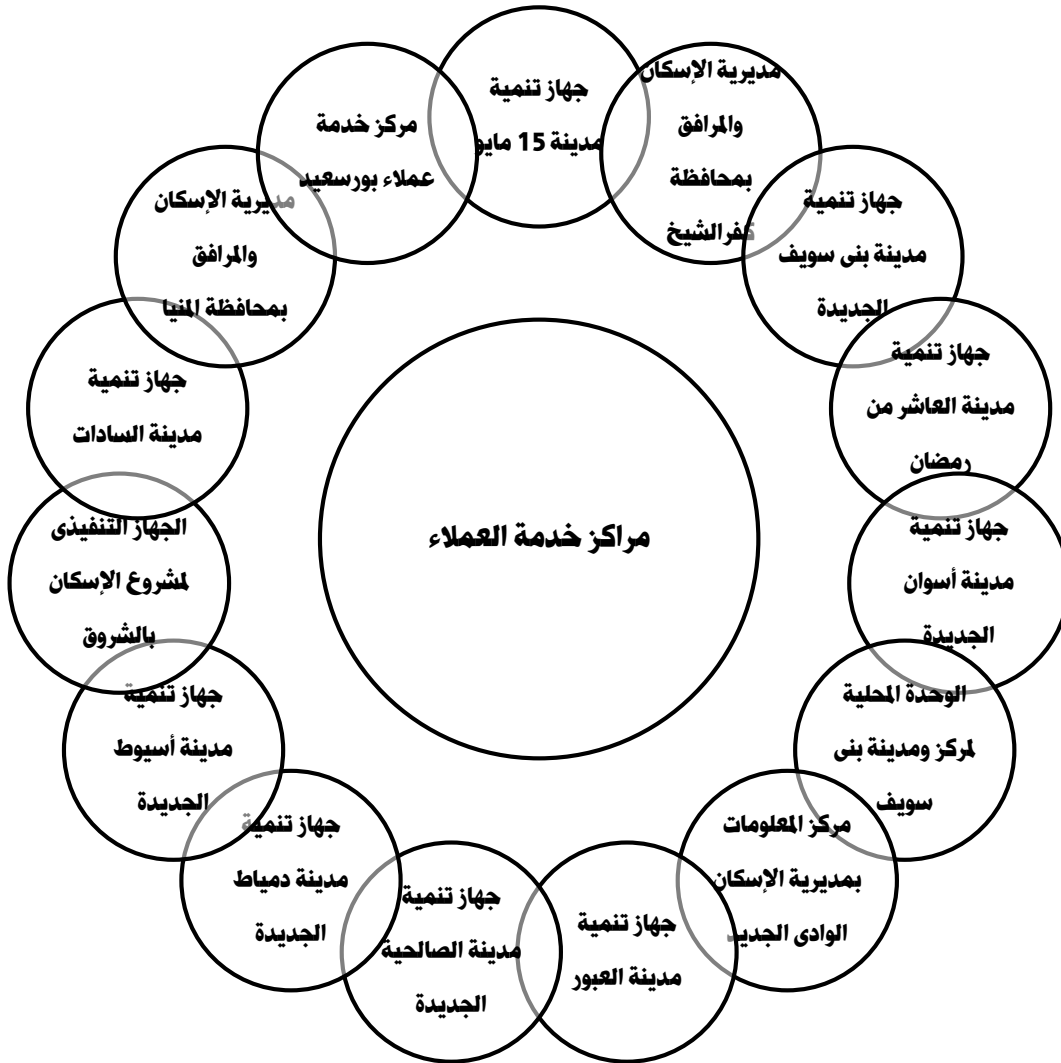 جهاز تنمية
مدينة 15 مايو
مديرية الإسكان
والمرافق
بمحافظة
كفرالشيخ
جهاز تنمية
مدينة بنى سويف
الجديدة
جهاز تنمية
مدينة العاشر من
رمضان
جهاز تنمية
مدينة أسوان
الجديدة
الوحدة المحلية
لمركز ومدينة بنى
سويف
مركز المعلومات
بمديرية الإسكان
الوادى الجديد
جهاز تنمية
مدينة العبور
جهاز تنمية
مدينة الصالحية
الجديدة
جهاز تنمية
مدينة دمياط
الجديدة
جهاز تنمية
مدينة أسيوط
الجديدة
الجهاز التنفيذى
لمشروع الإسكان
بالشروق
جهاز تنمية
مدينة السادات
مديرية الإسكان
والمرافق
بمحافظة المنيا
مركز خدمة
عملاء بورسعيد
مراكز خدمة العملاء